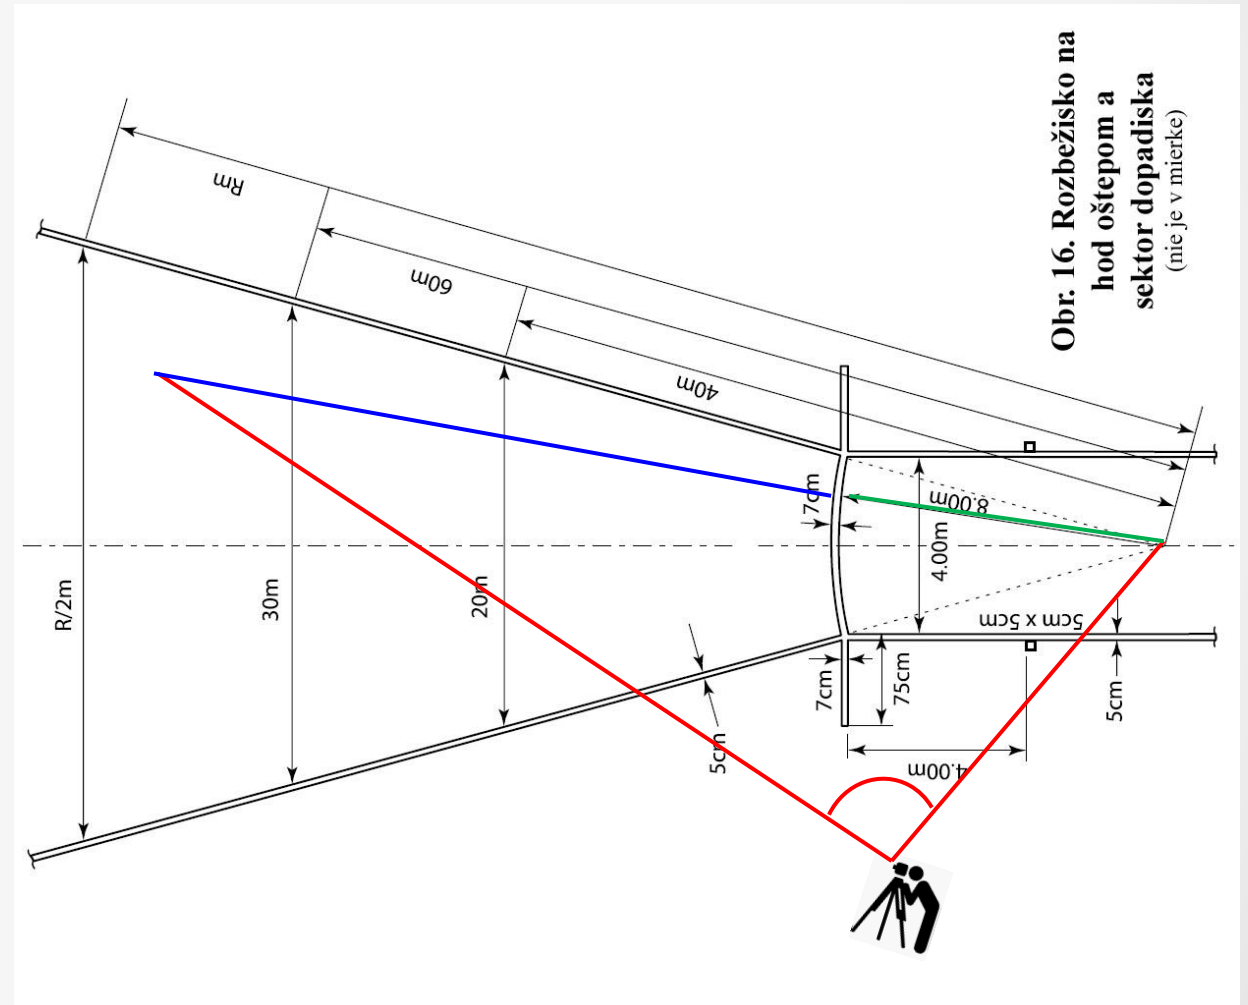 Obr. 16. Rozbežisko na
hod oštepom a
sektor dopadiska
(nie je v mierke)
Rm
60m
40m
8.00m
7cm
4.00m
R/2m
30m
20m
5cm x 5cm
7cm
75cm
5cm
5cm
4.00m